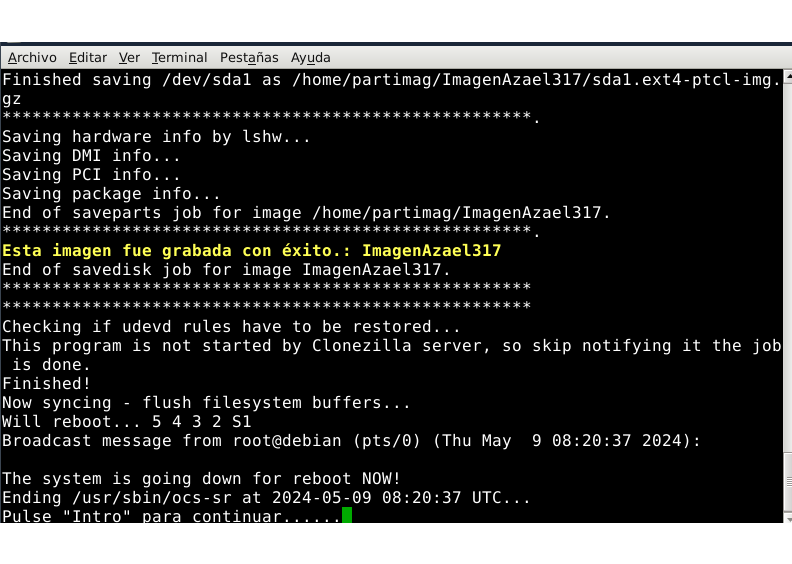 Archivo Editar Ver Terminal Pestañas Ayuda
Finished saving /dev/sda1 as /home/partimag/ImagenAzael317/sda1.ext4-ptcl-img.
gz
*****************************************************.
Saving hardware info by lshw...
Saving DMI info...
Saving PCI info...
Saving package info...
End of saveparts job for image /home/partimag/ImagenAzael317.
*****************************************************.
Esta imagen fue grabada con éxito.: ImagenAzael317
End of savedisk job for image ImagenAzael317.
*****************************************************
*****************************************************
Checking if udevd rules have to be restored...
This program is not started by Clonezilla server, so skip notifying it the job
 is done.
Finished!
Now syncing - flush filesystem buffers...
Will reboot... 5 4 3 2 S1
Broadcast message from root@debian (pts/0) (Thu May  9 08:20:37 2024):
The system is going down for reboot NOW!
Ending /usr/sbin/ocs-sr at 2024-05-09 08:20:37 UTC...
Pulse "Intro" para continuar......